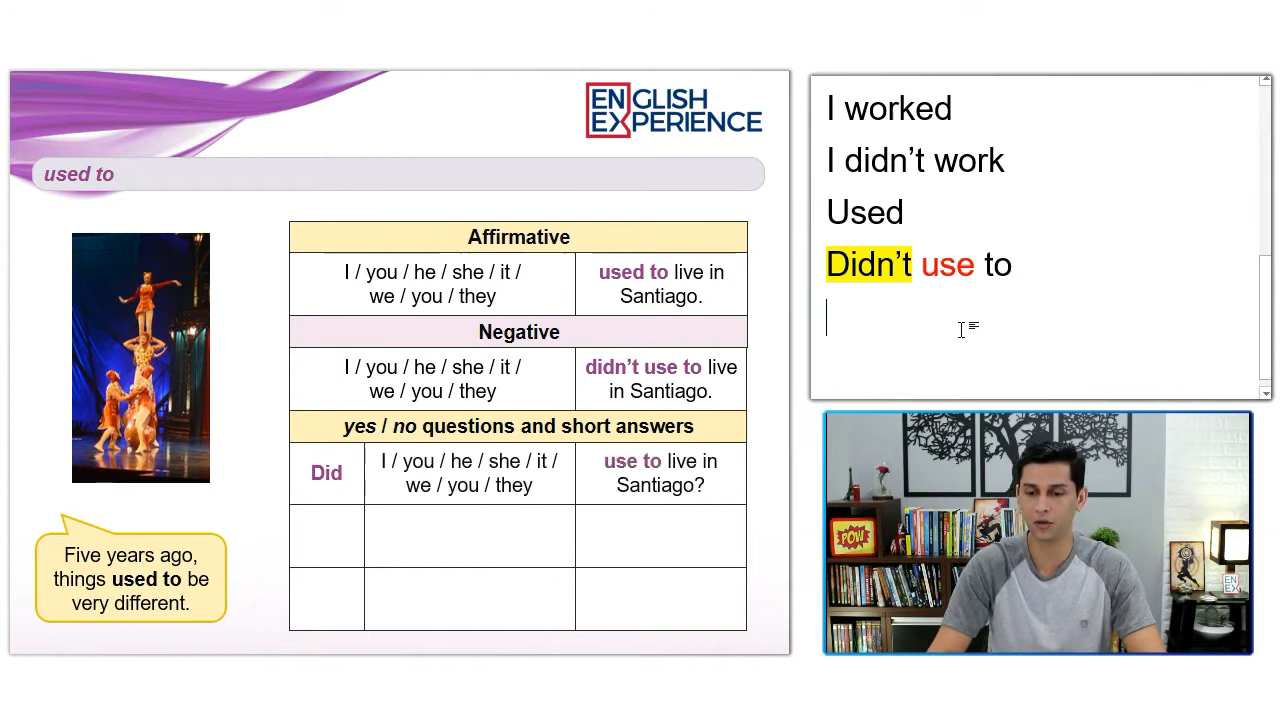 ENGLISH
EXPERIENCE
used to
Affirmative
I / you / he / she / it /
we / you / they
used to live in
Santiago.
Negative
I / you / he / she / it /
we / you / they
didn’t use to live
in Santiago.
yes / no questions and short answers
Did
I / you / he / she / it /
we / you / they
use to live in
Santiago?
Five years ago,
things used to be
very different.
I worked
I didn’t work
Used
Didn’t use to
POW
EN
EX